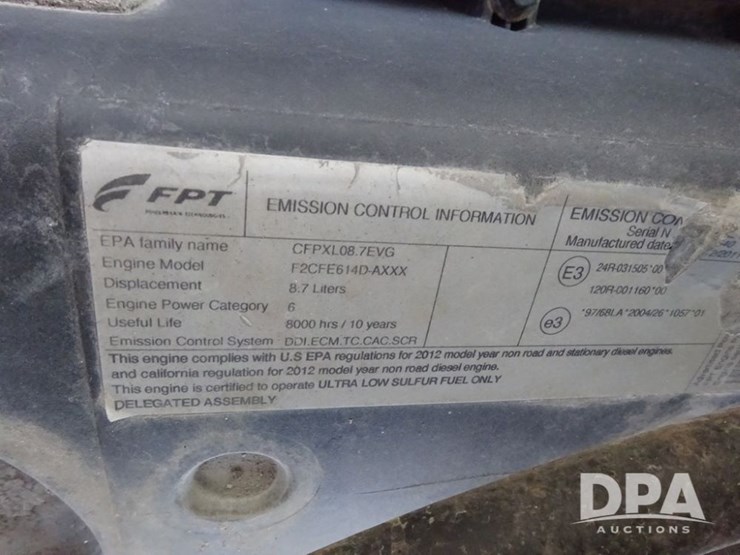 FPT
POWERTRAIN TECHNOLOGIES
EMISSION CONTROL INFORMATION
EPA family name CFPXL08.7EVG
Engine Model F2CFE614D-AXXX
Displacement 8.7 Liters
Engine Power Category 6
Useful Life 8000 hrs / 10 years
Emission Control System DDI.ECM.TC.CAC.SCR
EMISSION CON
Serial N
Manufactured date
E3 24R-031505*00
120R-001160*00
e3 *97/68LA*2004/26*1057*01
This engine complies with U.S EPA regulations for 2012 model year non road and stationary diesel engines.
and california regulation for 2012 model year non road diesel engine.
This engine is certified to operate ULTRA LOW SULFUR FUEL ONLY
DELEGATED ASSEMBLY
DPA
AUCTIONS